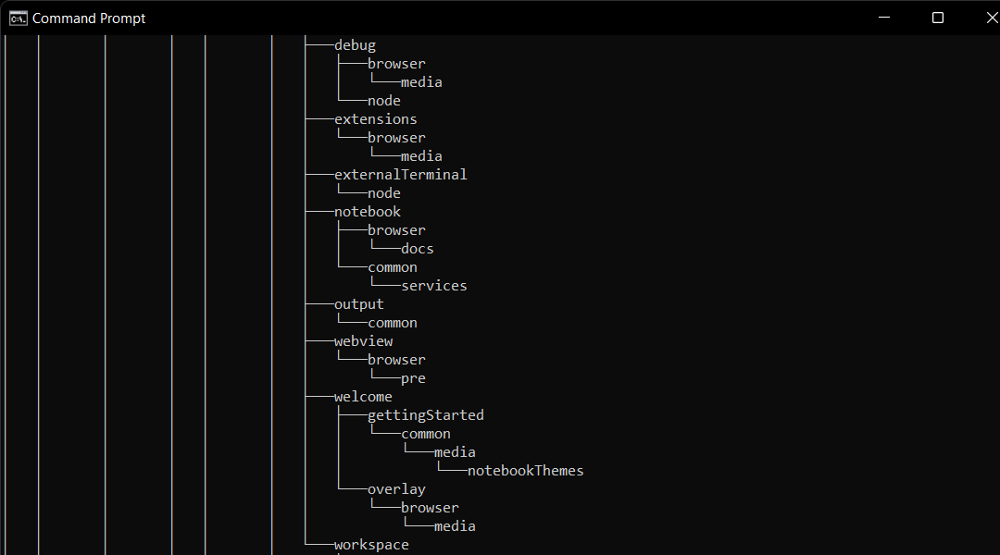 Command Prompt
debug
browser
media
node
extensions
browser
media
externalTerminal
node
notebook
browser
docs
common
services
output
common
webview
browser
pre
welcome
gettingStarted
common
media
notebookThemes
overlay
browser
media
workspace